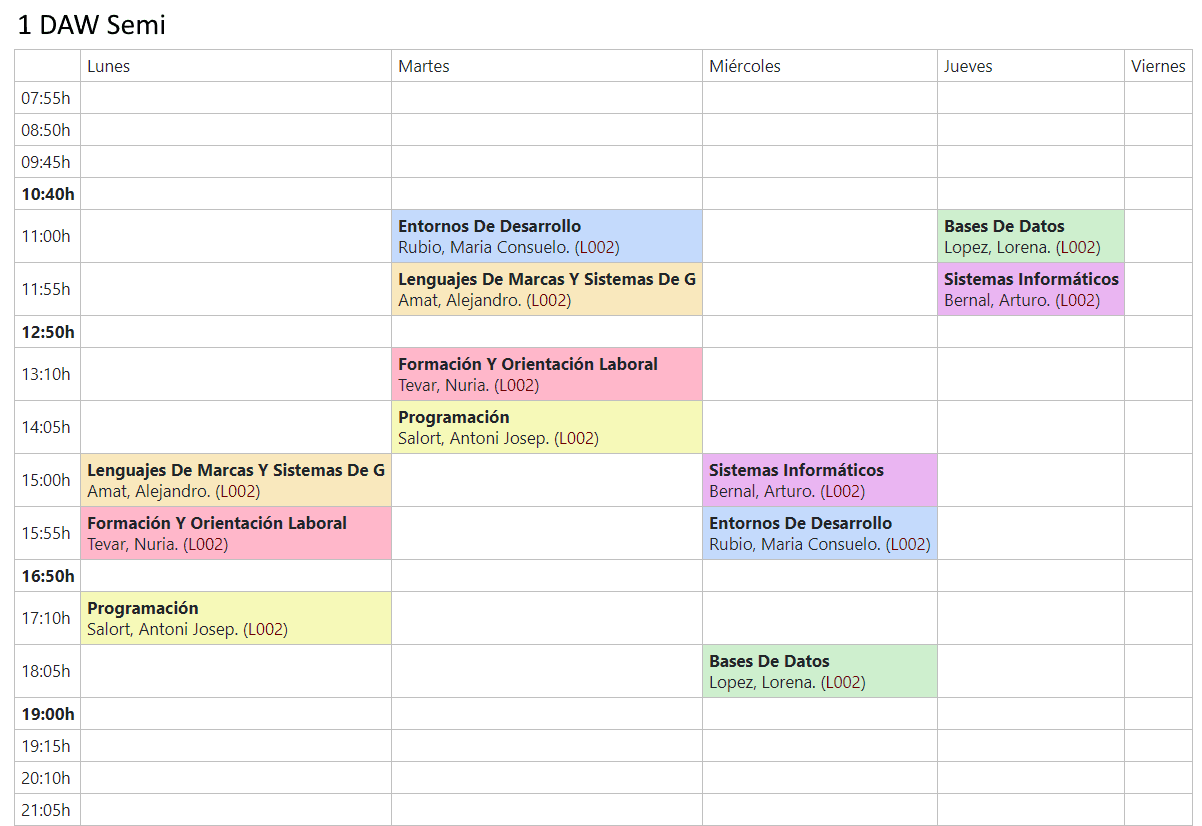 1 DAW Semi
Lunes Martes Miércoles Jueves Viernes
07:55h
08:50h
09:45h
10:40h
11:00h
Entornos De Desarrollo
Rubio, Maria Consuelo. (L002)
Bases De Datos
Lopez, Lorena. (L002)
11:55h
Lenguajes De Marcas Y Sistemas De G
Amat, Alejandro. (L002)
Sistemas Informáticos
Bernal, Arturo. (L002)
12:50h
13:10h
Formación Y Orientación Laboral
Tevar, Nuria. (L002)
14:05h
Programación
Salort, Antoni Josep. (L002)
15:00h
Lenguajes De Marcas Y Sistemas De G
Amat, Alejandro. (L002)
Sistemas Informáticos
Bernal, Arturo. (L002)
15:55h
Formación Y Orientación Laboral
Tevar, Nuria. (L002)
Entornos De Desarrollo
Rubio, Maria Consuelo. (L002)
16:50h
17:10h
Programación
Salort, Antoni Josep. (L002)
18:05h
Bases De Datos
Lopez, Lorena. (L002)
19:00h
19:15h
20:10h
21:05h